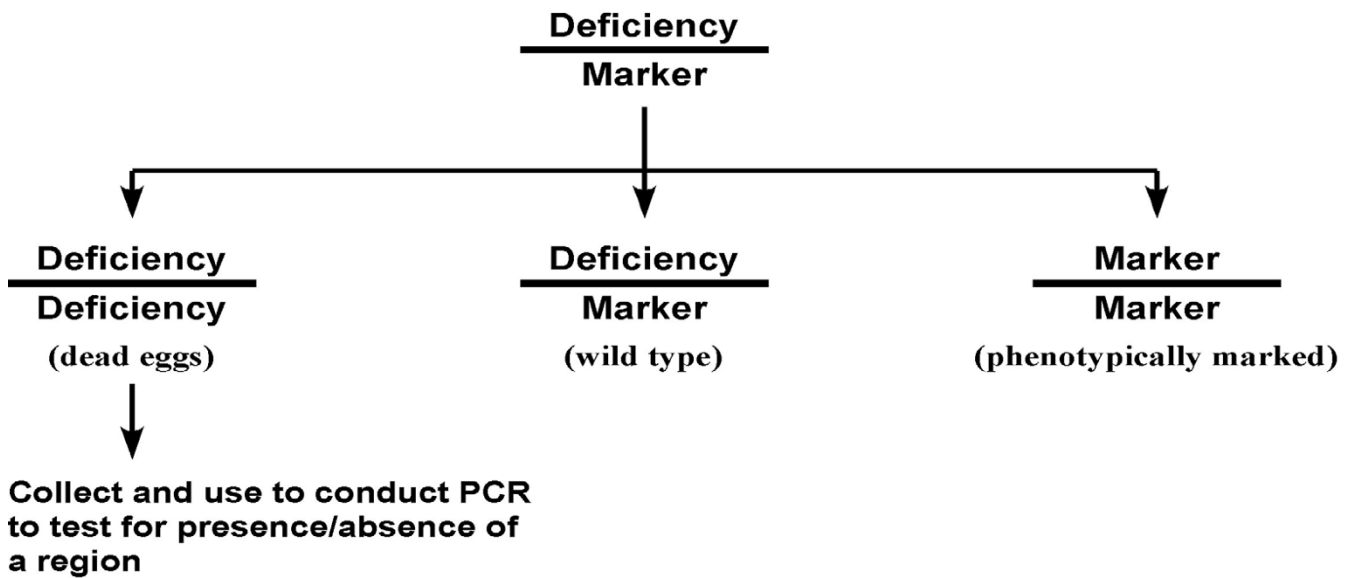 Deficiency
Marker
Deficiency
Deficiency
(dead eggs)
Deficiency
Marker
(wild type)
Marker
Marker
(phenotypically marked)
Collect and use to conduct PCR
to test for presence/absence of
a region